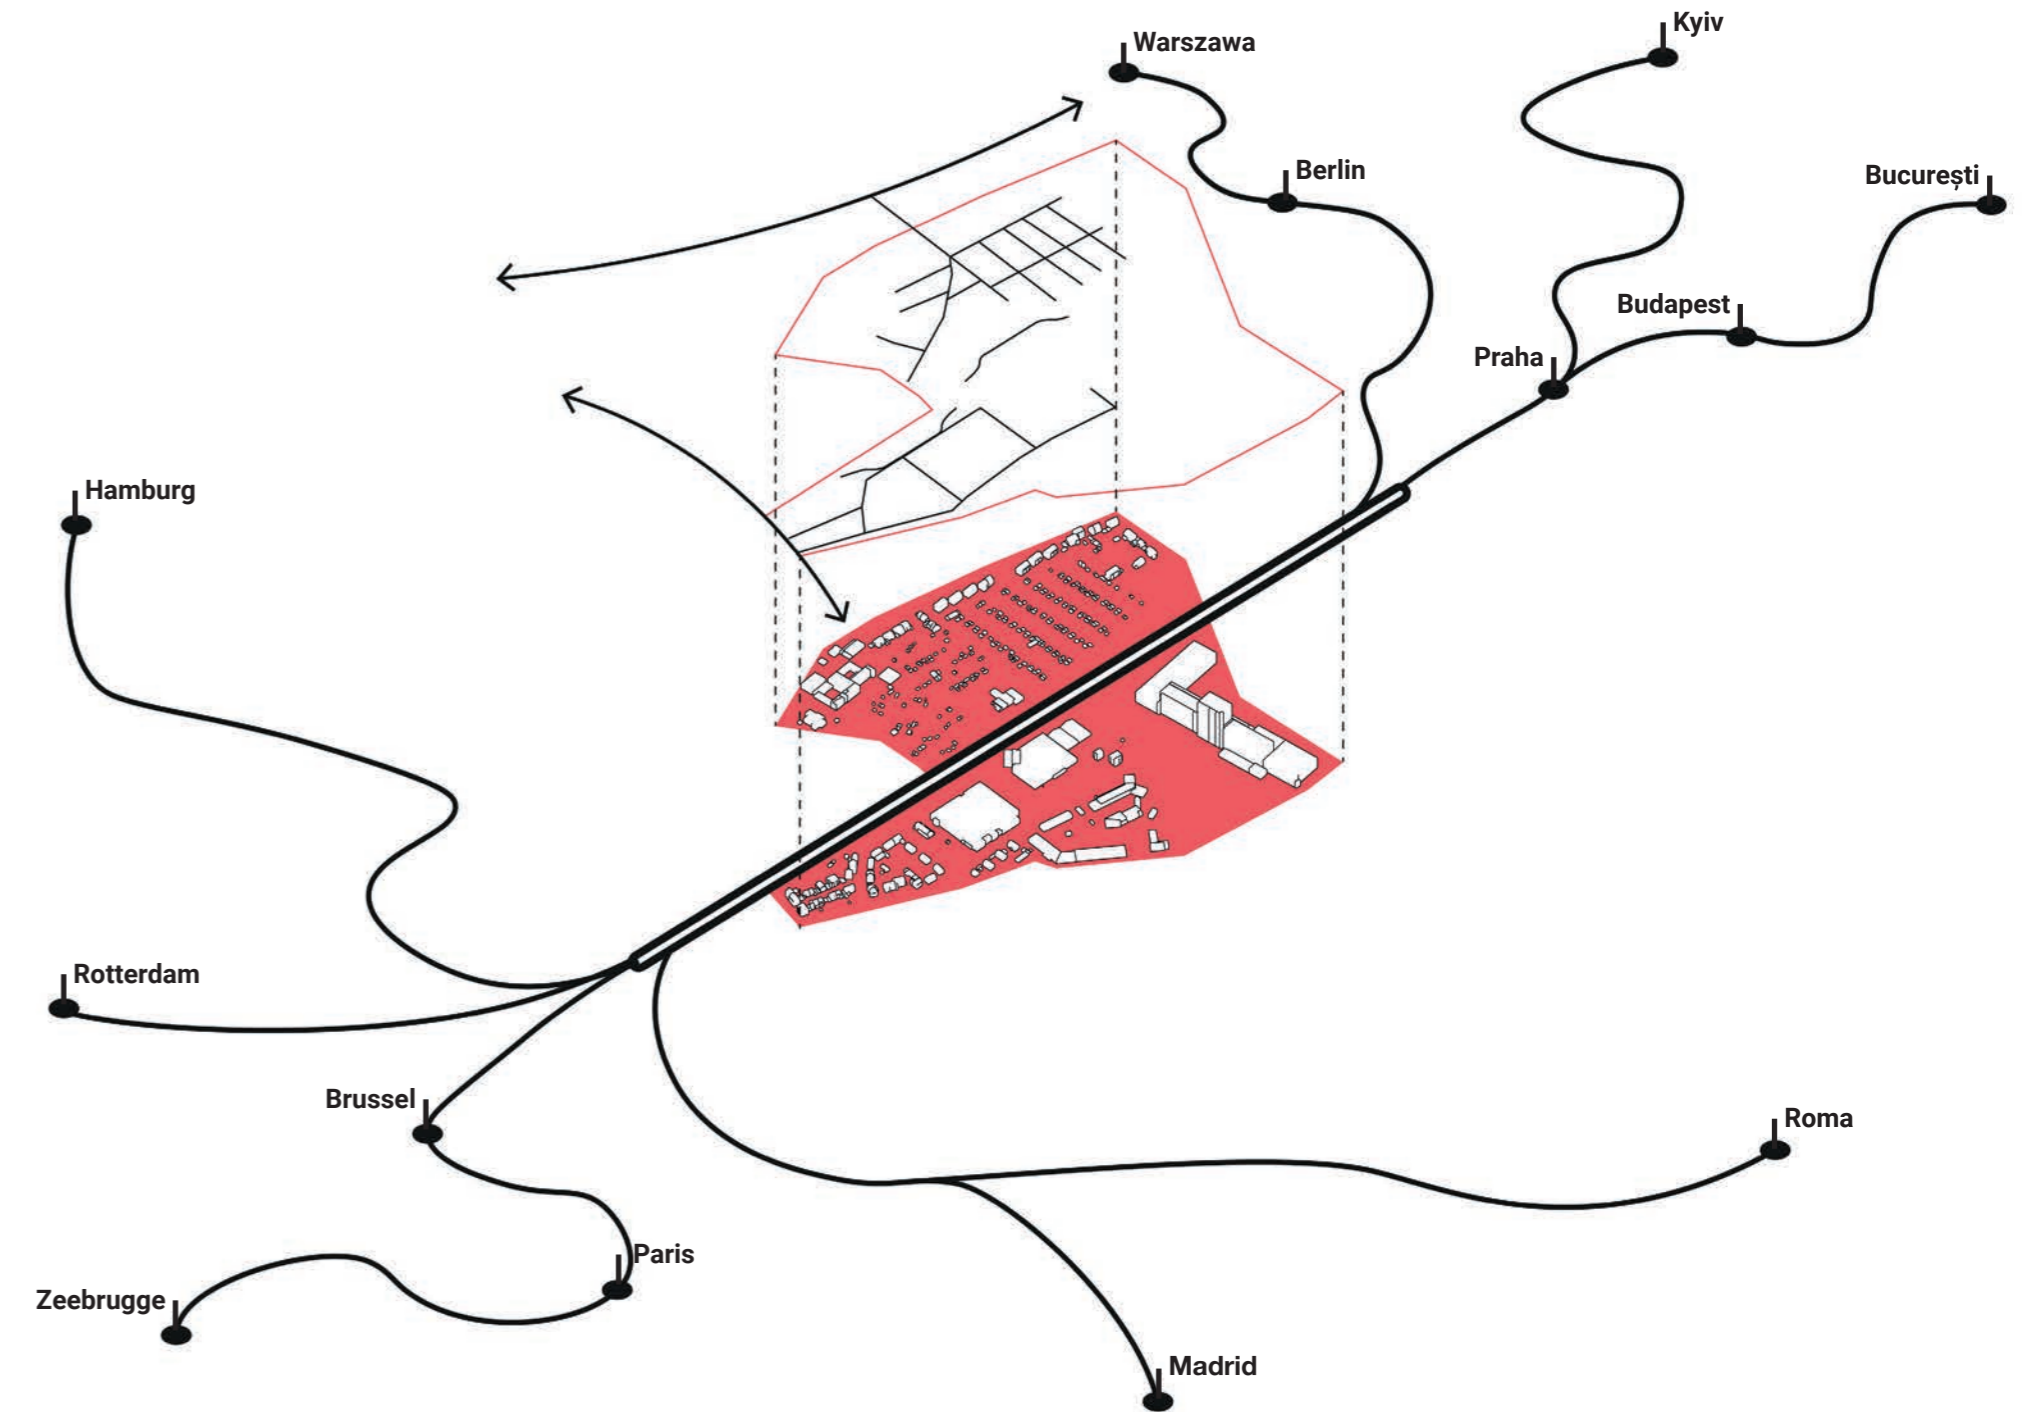 Kyiv
Warszawa
Berlin
București
Budapest
Praha
Hamburg
Rotterdam
Brussel
Roma
Paris
Zeebrugge
Madrid